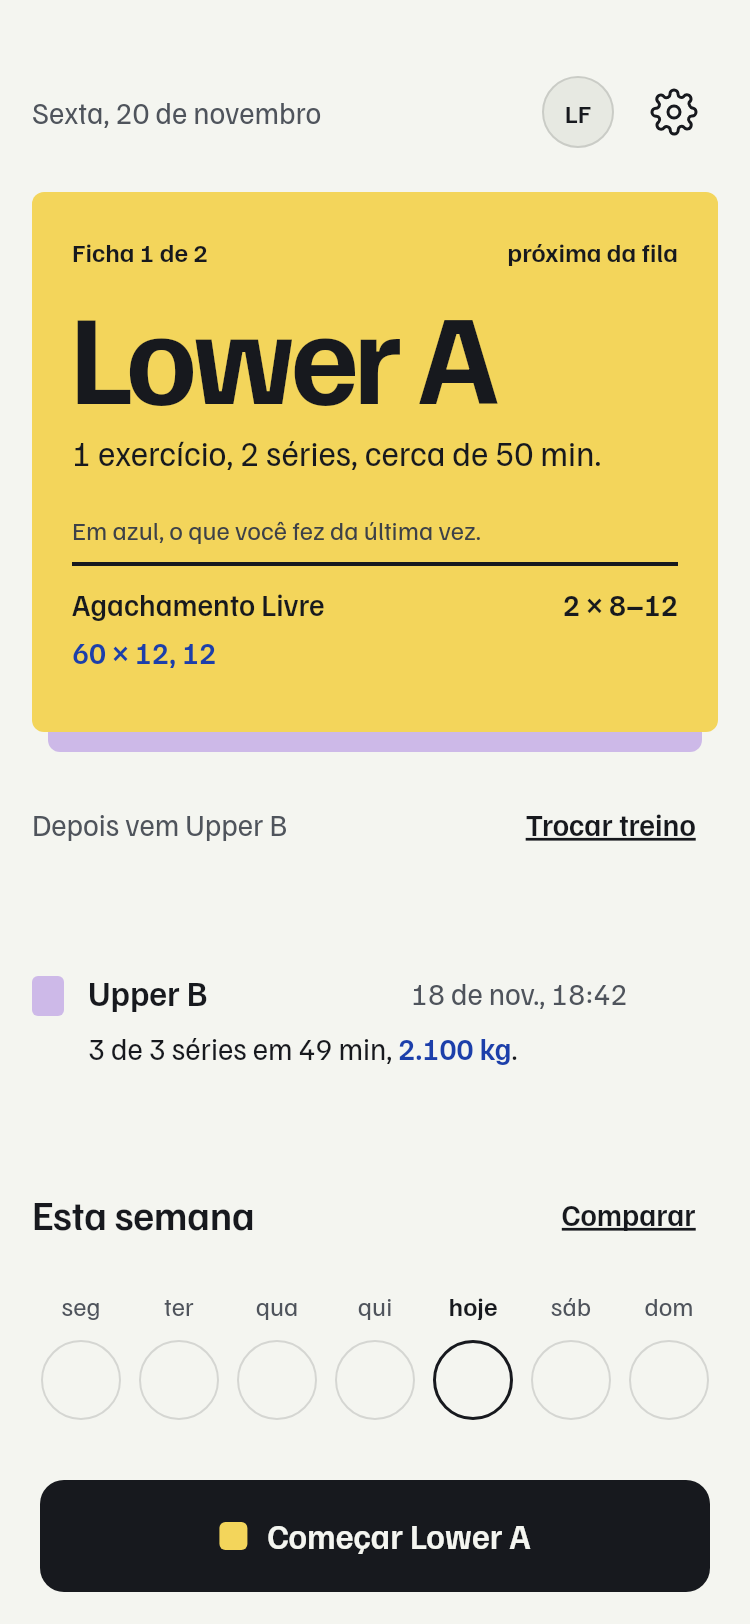 Sexta, 20 de novembro
LF
Ficha 1 de 2
próxima da fila
Lower A
1 exercício, 2 séries, cerca de 50 min.
Em azul, o que você fez da última vez.
Agachamento Livre
2 × 8–12
60 × 12, 12
Depois vem Upper B
Trocar treino
Upper B
18 de nov., 18:42
3 de 3 séries em 49 min, 2.100 kg.
Esta semana
Comparar
seg ter qua qui hoje sáb dom
Começar Lower A